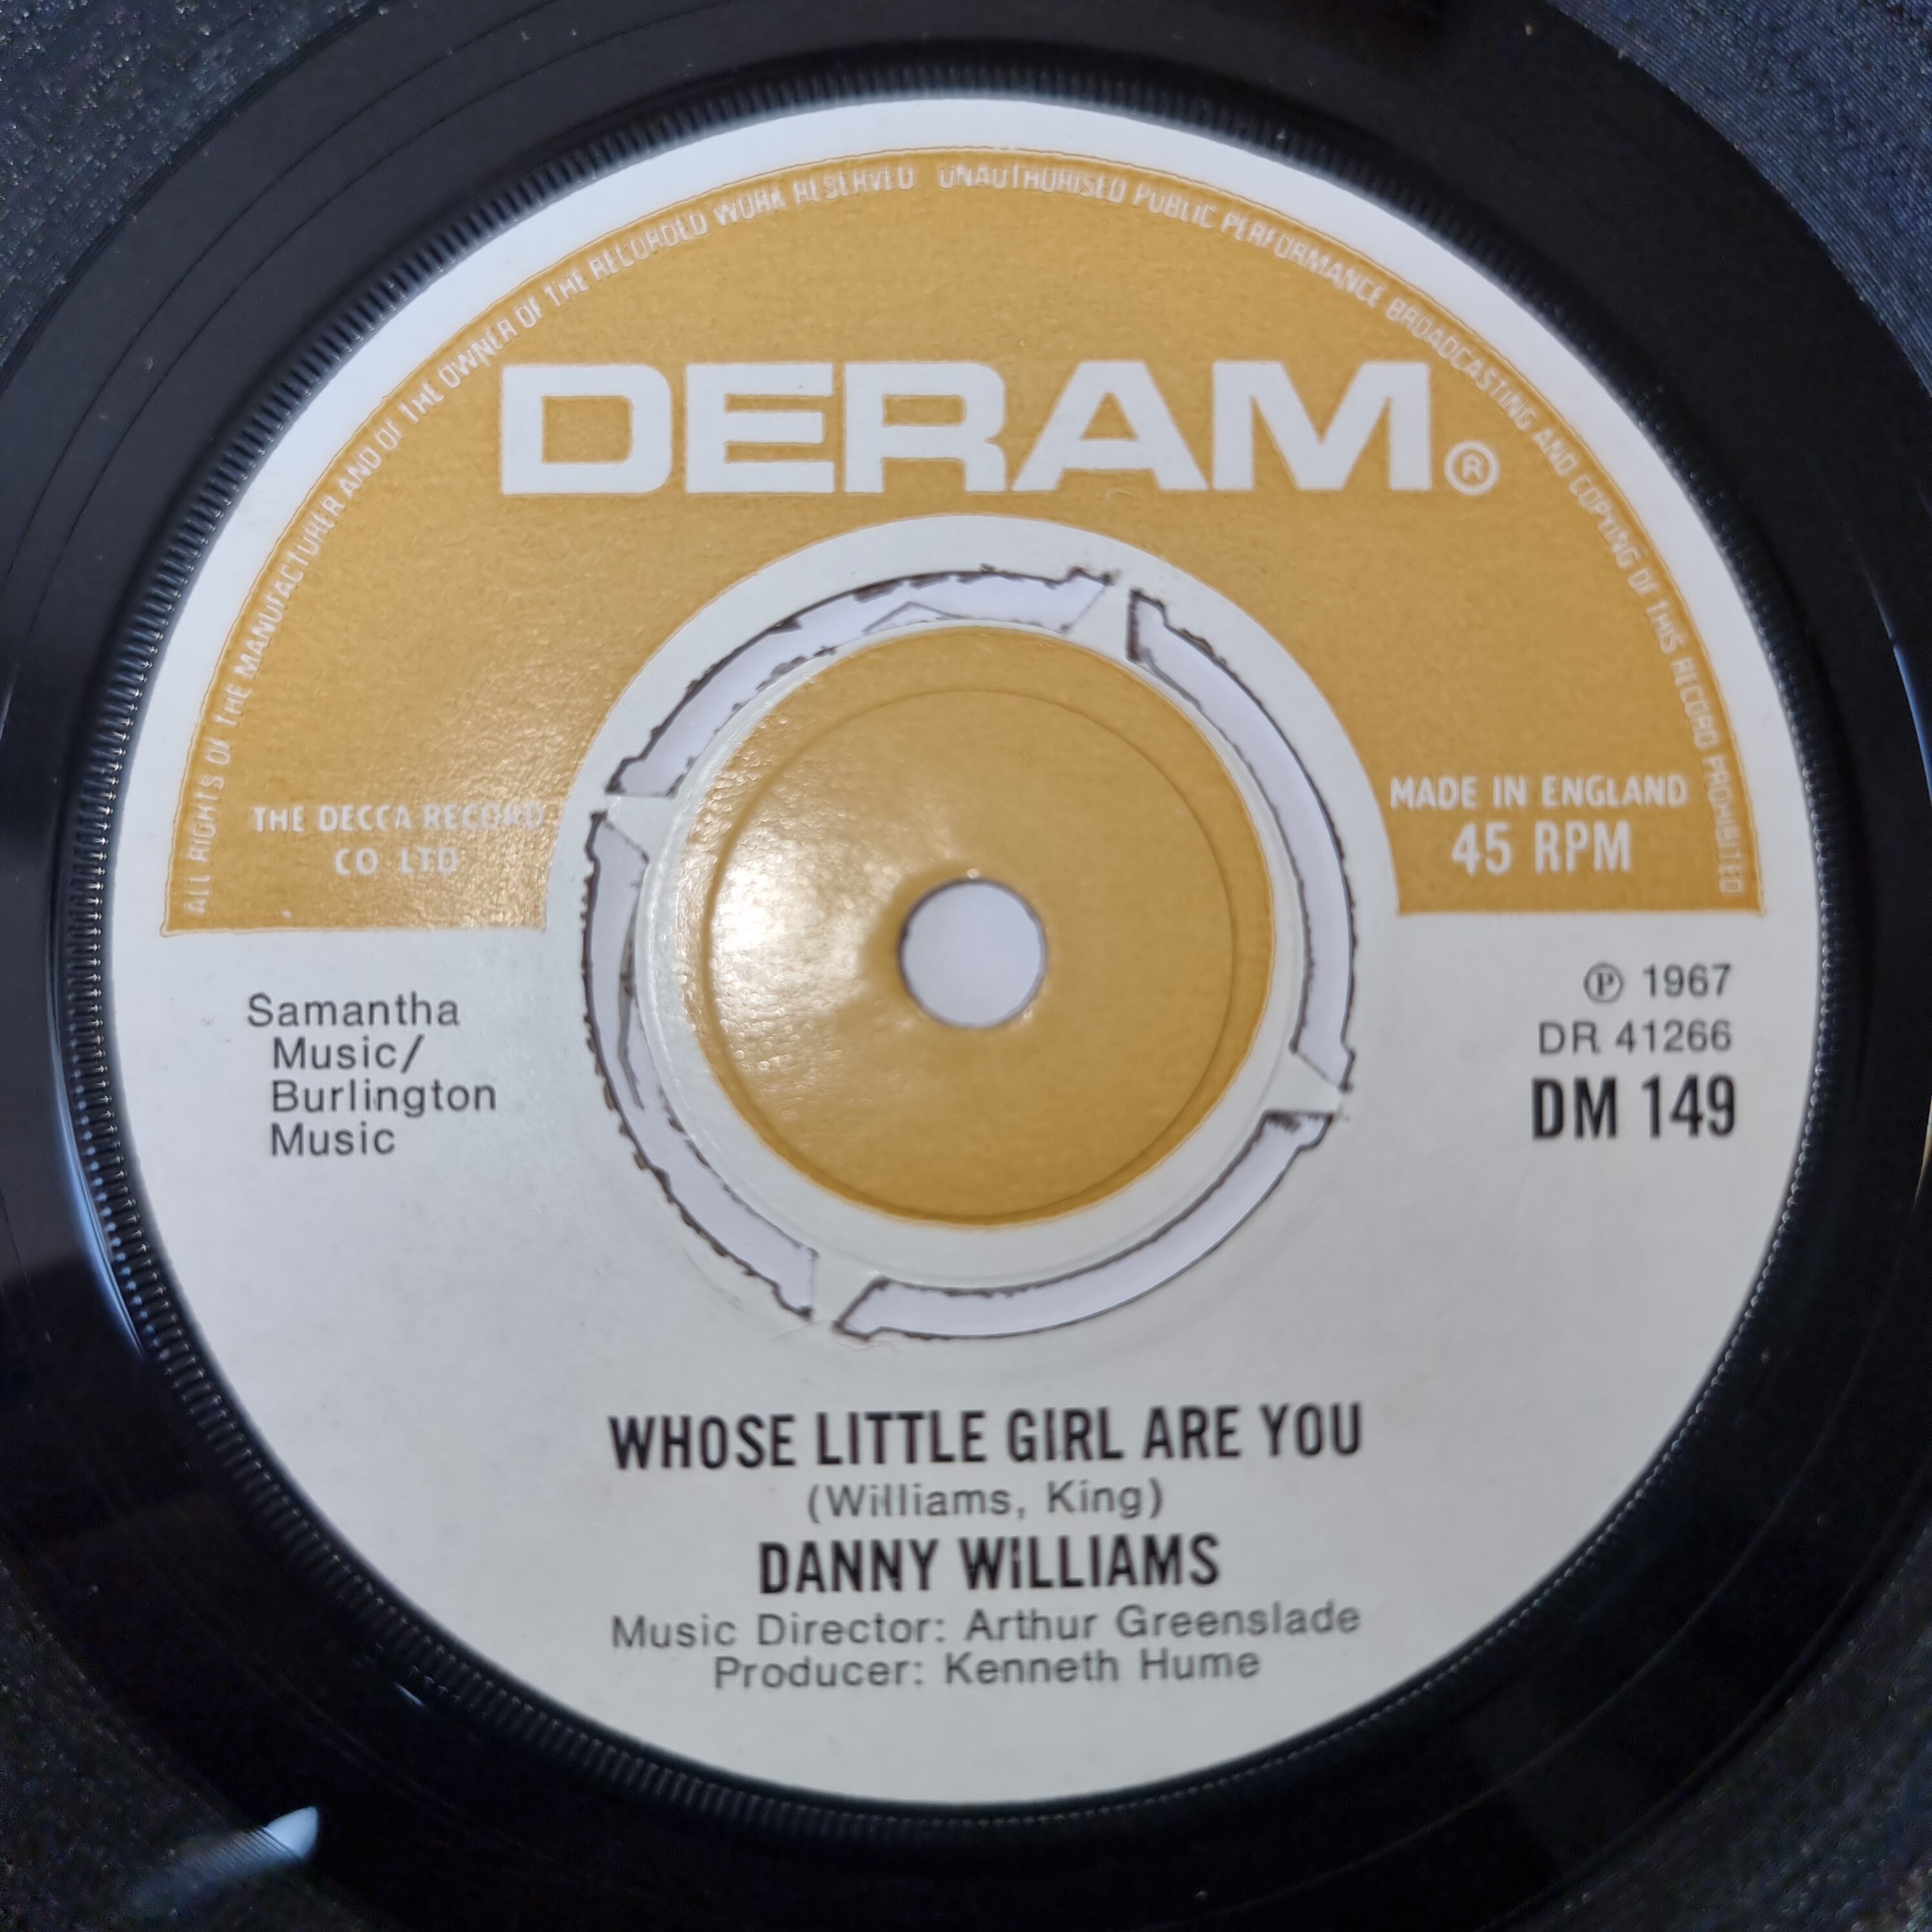 ALL RIGHTS OF THE MANUFACTURER AND OF THE OWNER OF THE RECORDED WORK RESERVED UNAUTHORISED PUBLIC PERFORMANCE BROADCASTING AND COPYING OF THIS RECORD PROHIBITED
DERAM®
THE DECCA RECORD
CO LTD
MADE IN ENGLAND
45 RPM
Samantha
Music/
Burlington
Music
℗ 1967
DR 41266
DM 149
WHOSE LITTLE GIRL ARE YOU
(Williams, King)
DANNY WILLIAMS
Music Director: Arthur Greenslade
Producer: Kenneth Hume